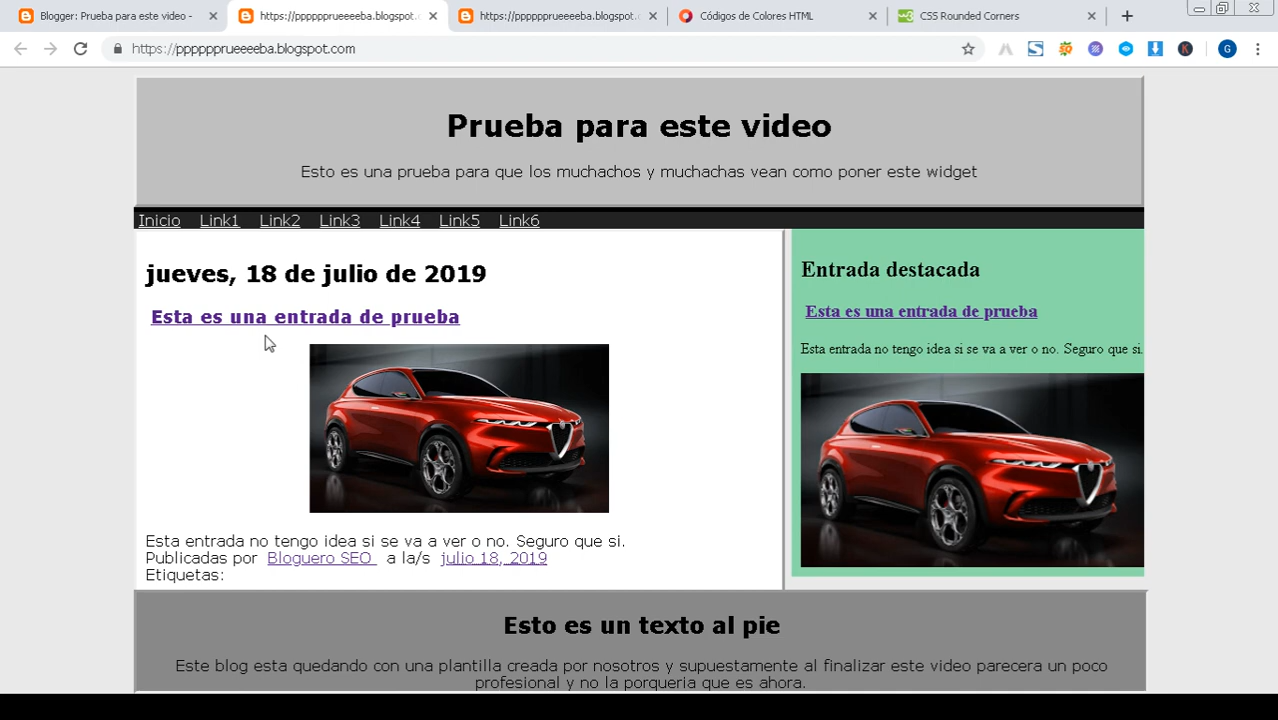 Blogger: Prueba para este video -
https://ppppppprueeeeba.blogspot.
https://ppppppprueeeeba.blogspot.
Códigos de Colores HTML
CSS Rounded Corners
https://ppppppprueeeeba.blogspot.com
G
Prueba para este video
Esto es una prueba para que los muchachos y muchachas vean como poner este widget
Inicio Link1 Link2 Link3 Link4 Link5 Link6
jueves, 18 de julio de 2019
Esta es una entrada de prueba
Esta entrada no tengo idea si se va a ver o no. Seguro que si.
Publicadas por Bloguero SEO a la/s julio 18, 2019
Etiquetas:
Entrada destacada
Esta es una entrada de prueba
Esta entrada no tengo idea si se va a ver o no. Seguro que si.
Esto es un texto al pie
Este blog esta quedando con una plantilla creada por nosotros y supuestamente al finalizar este video parecera un poco
profesional y no la porqueria que es ahora.